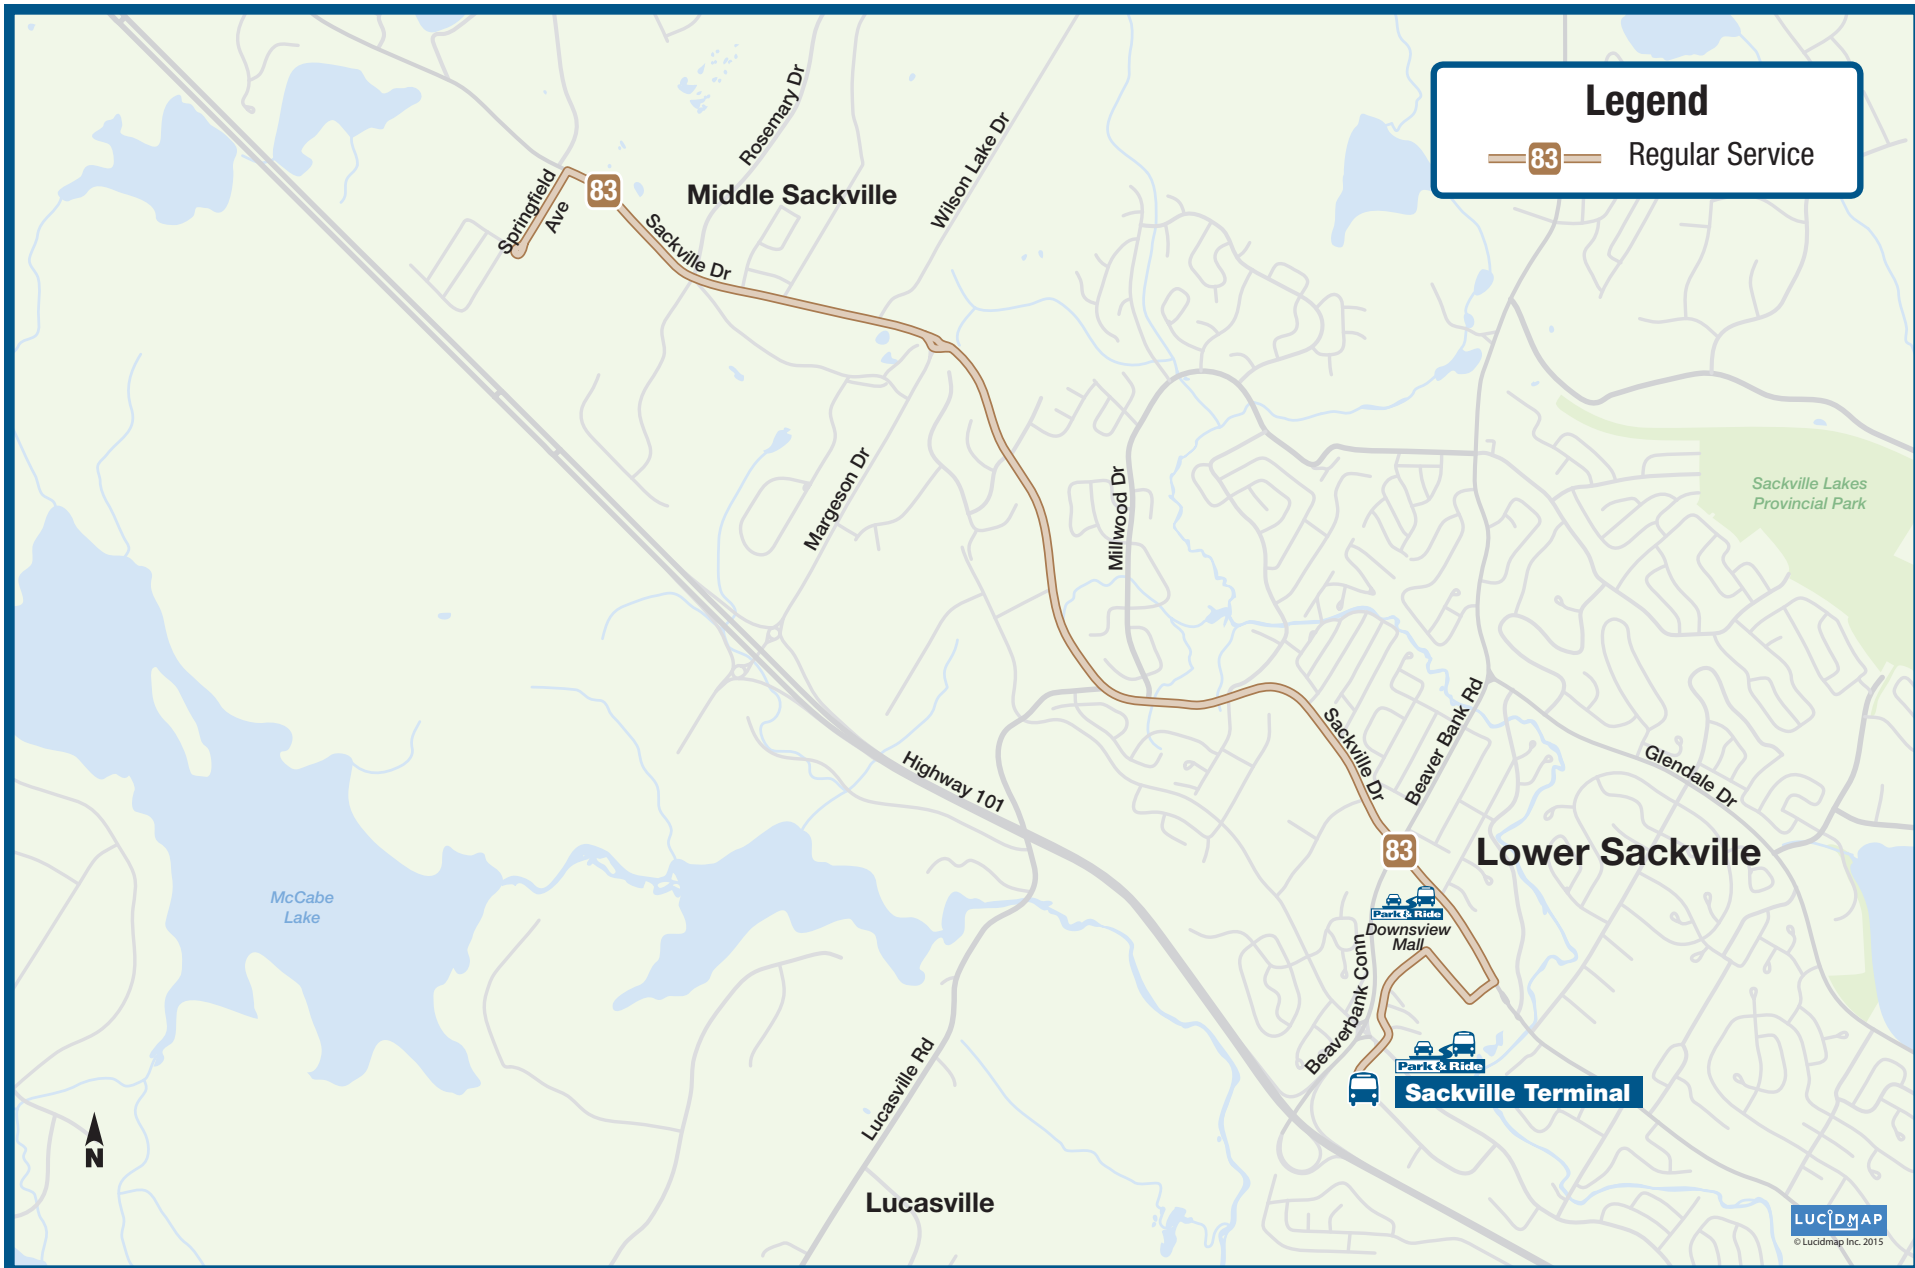 Legend
83
Regular Service
Rosemary Dr
Wilson Lake Dr
Springfield
Ave
83
Middle Sackville
Sackville Dr
Margeson Dr
Millwood Dr
Sackville Lakes
Provincial Park
Highway 101
Sackville Dr
Beaver Bank Rd
Glendale Dr
83
Lower Sackville
McCabe
Lake
Park & Ride
Downsview
Mall
Beaverbank Conn
Park & Ride
Sackville Terminal
Lucasville Rd
N
Lucasville
LUCIDMAP
© Lucidmap Inc. 2015